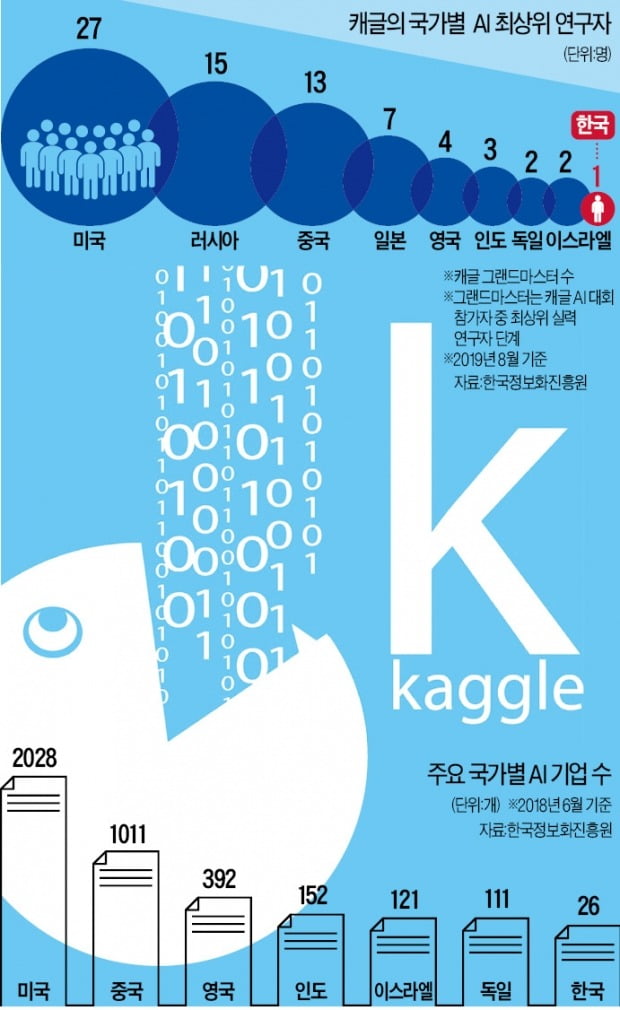 캐글의 국가별 AI 최상위 연구자
(단위:명)
27
15
13
7
4
3
2
2
한국
1
미국
러시아
중국
일본
영국
인도
독일
이스라엘
※캐글 그랜드마스터 수
※그랜드마스터는 캐글 AI 대회
참가자 중 최상위 실력
연구자 단계
※2019년 8월 기준
자료:한국정보화진흥원
k
kaggle
주요 국가별 AI 기업 수
(단위:개) ※2018년 6월 기준
자료:한국정보화진흥원
2028
1011
392
152
121
111
26
미국
중국
영국
인도
이스라엘
독일
한국